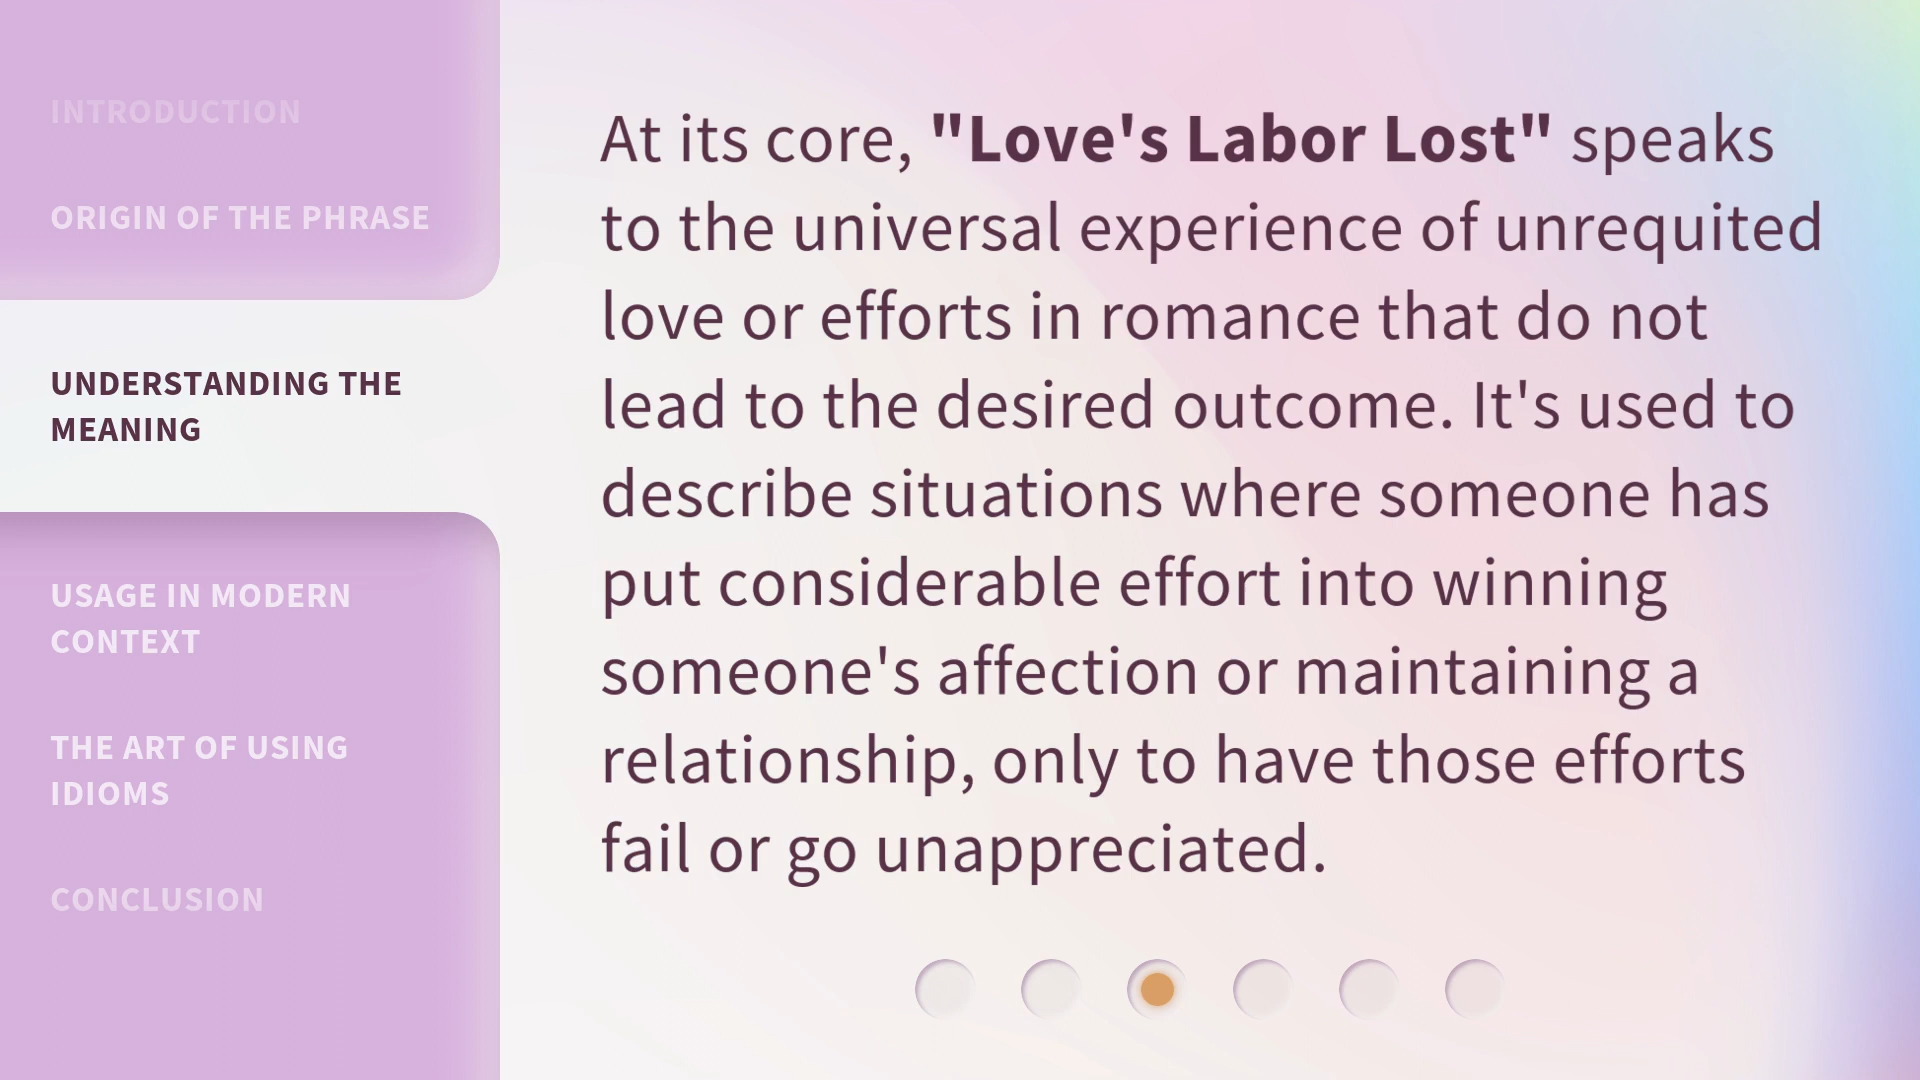 INTRODUCTION
ORIGIN OF THE PHRASE
UNDERSTANDING THE
MEANING
USAGE IN MODERN
CONTEXT
THE ART OF USING
IDIOMS
CONCLUSION
At its core, "Love's Labor Lost" speaks
to the universal experience of unrequited
love or efforts in romance that do not
lead to the desired outcome. It's used to
describe situations where someone has
put considerable effort into winning
someone's affection or maintaining a
relationship, only to have those efforts
fail or go unappreciated.